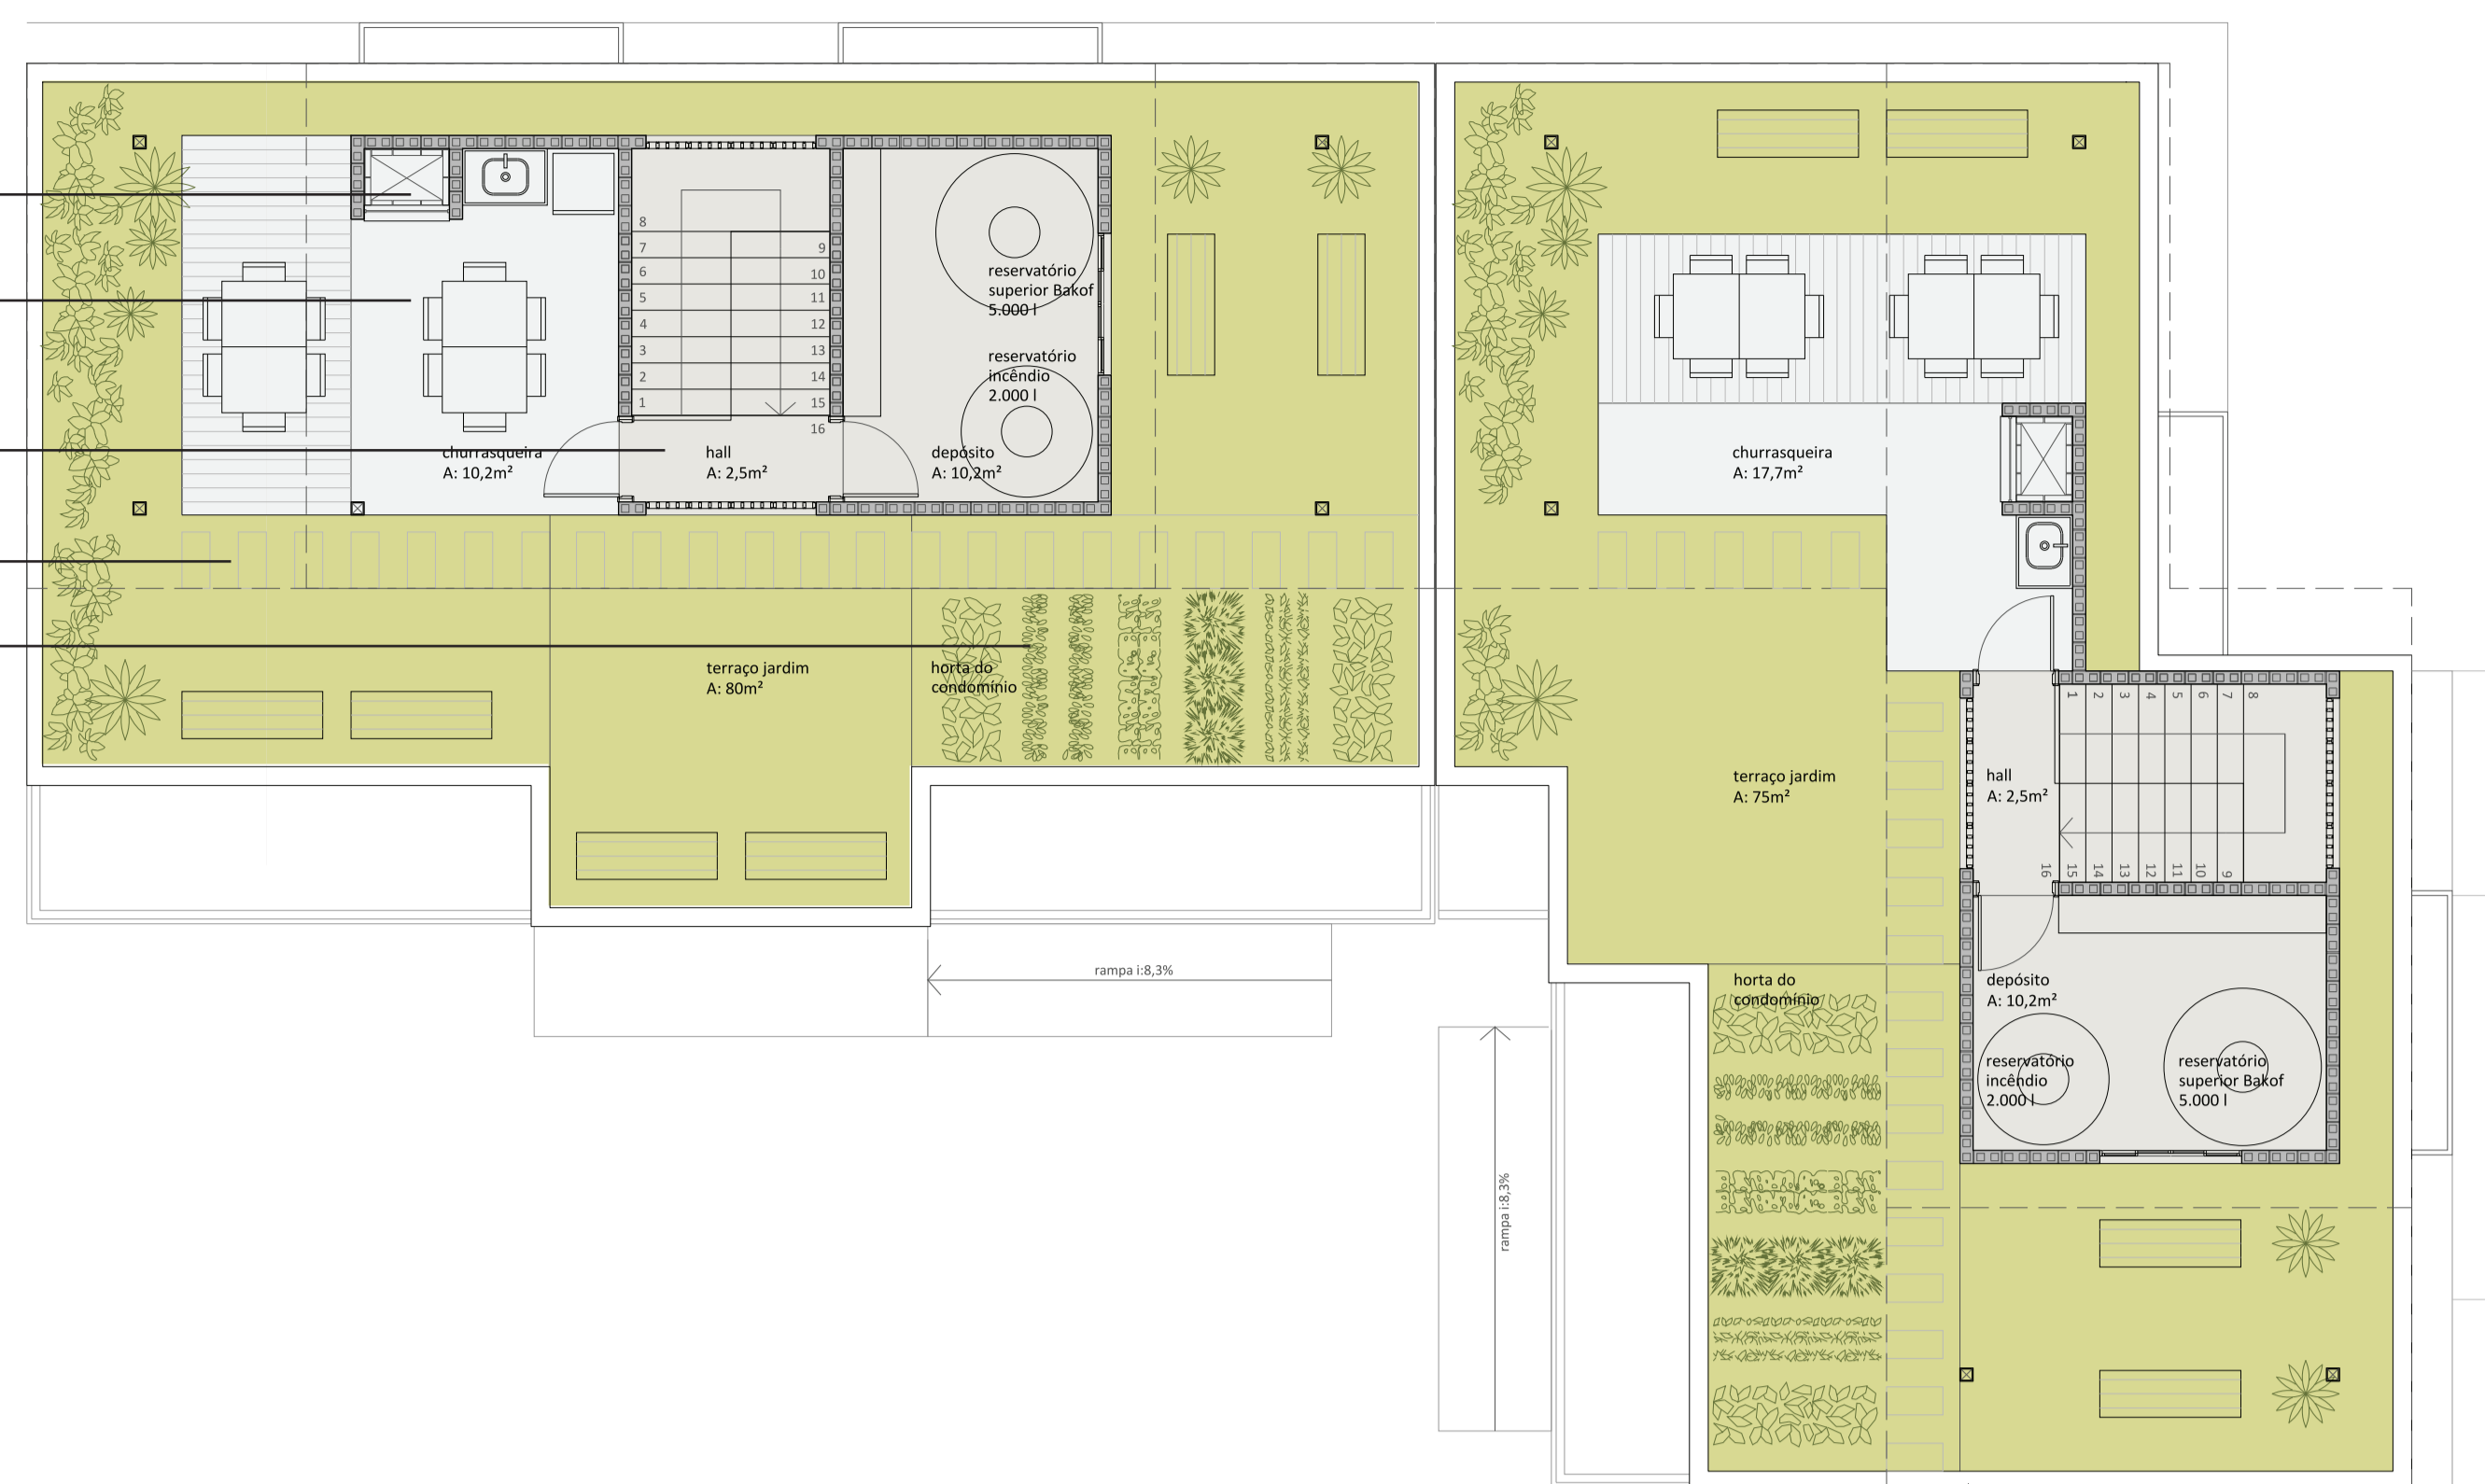 8
7
6
5
4
3
2
1
9
10
11
12
13
14
15
16
reservatório
superior Bakof
5.000 l
reservatório
incêndio
2.000 l
churrasqueira
A: 10,2m²
hall
A: 2,5m²
depósito
A: 10,2m²
terraço jardim
A: 80m²
horta do
condomínio
rampa i:8,3%
churrasqueira
A: 17,7m²
1
2
3
4
5
6
7
8
hall
A: 2,5m²
16
15
14
13
12
11
10
9
terraço jardim
A: 75m²
horta do
condomínio
depósito
A: 10,2m²
reservatório
incêndio
2.000 l
reservatório
superior Bakof
5.000 l
rampa i:8,3%